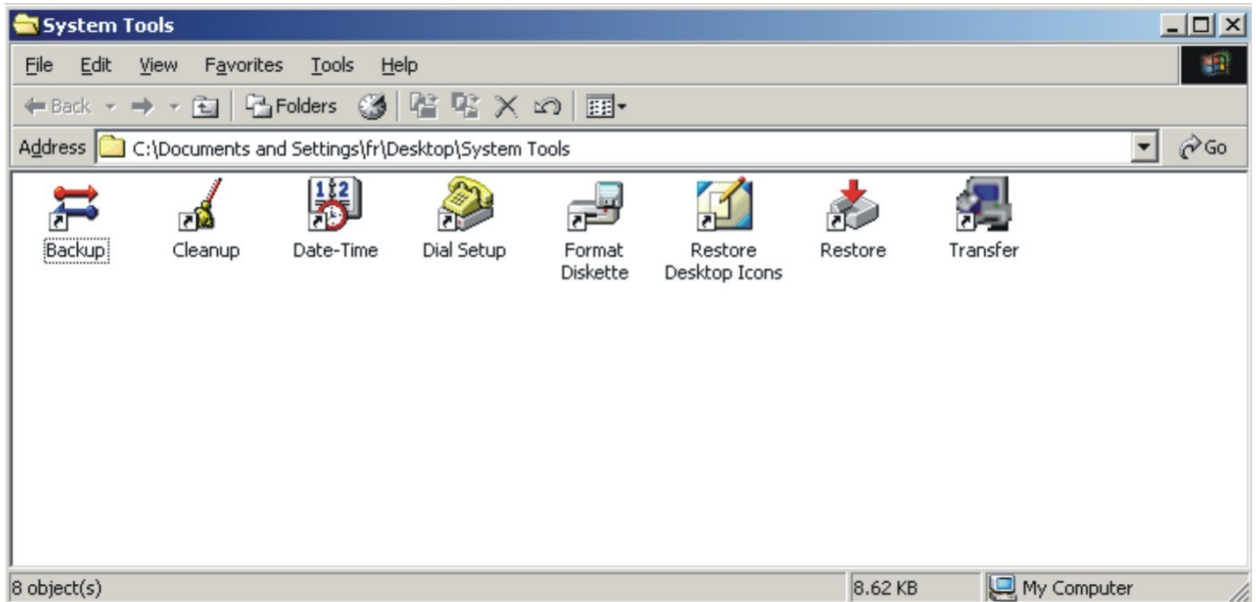 System Tools
File Edit View Favorites Tools Help
Back Folders
Address C:\Documents and Settings\fr\Desktop\System Tools Go
12
Backup Cleanup Date-Time Dial Setup Format Diskette Restore Desktop Icons Restore Transfer
8 object(s) 8.62 KB My Computer